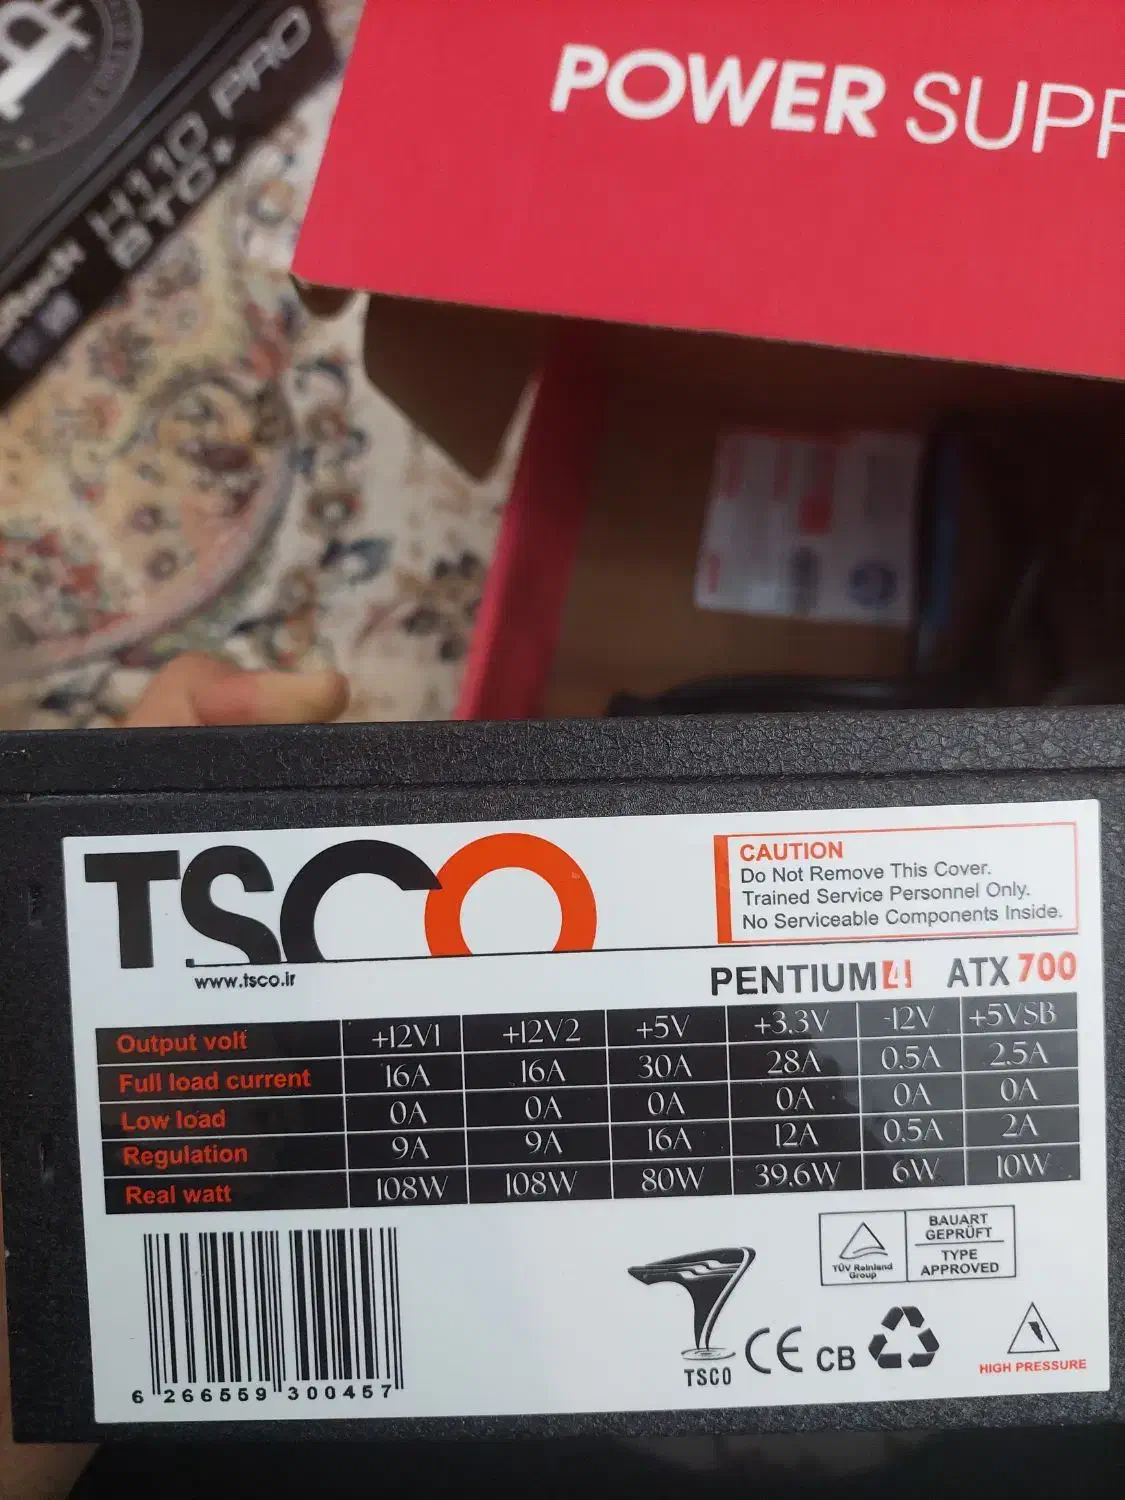 POWER SUPP
H110 PRO
BTC+
TSCO
www.tsco.ir
CAUTION
Do Not Remove This Cover.
Trained Service Personnel Only.
No Serviceable Components Inside.
PENTIUM4 ATX 700
Output volt +12V1 +12V2 +5V +3.3V -12V +5VSB
Full load current 16A 16A 30A 28A 0.5A 2.5A
Low load 0A 0A 0A 0A 0A 0A
Regulation 9A 9A 16A 12A 0.5A 2A
Real watt 108W 108W 80W 39.6W 6W 10W
6 266559 300457
TSCO
CE CB
TÜV Rainland
Group
BAUART
GEPRÜFT
TYPE
APPROVED
HIGH PRESSURE